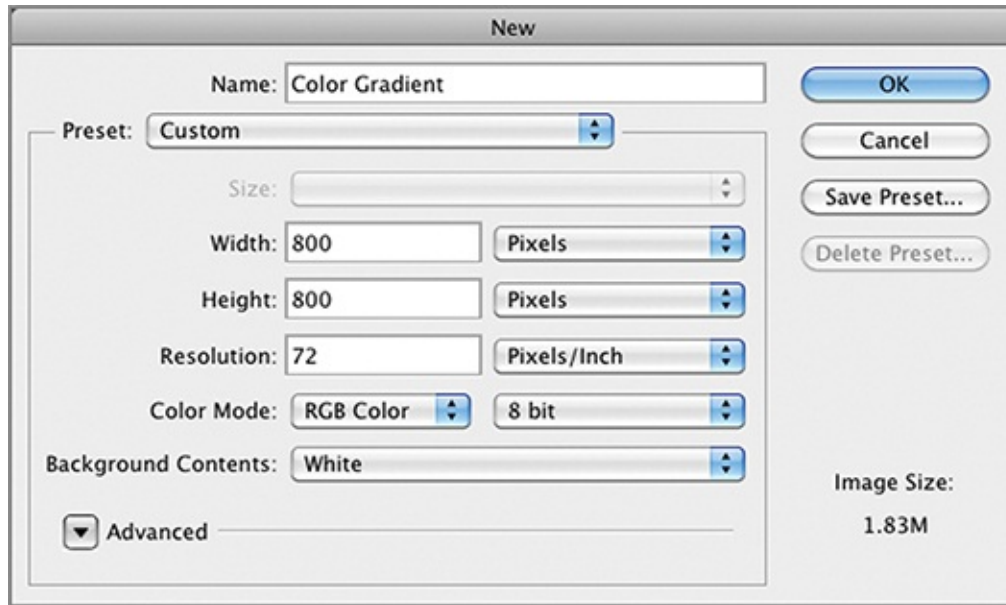 New
Name: Color Gradient
OK
Preset: Custom
Cancel
Size:
Save Preset...
Width: 800 Pixels
Delete Preset...
Height: 800 Pixels
Resolution: 72 Pixels/Inch
Color Mode: RGB Color 8 bit
Background Contents: White
Image Size:
1.83M
Advanced